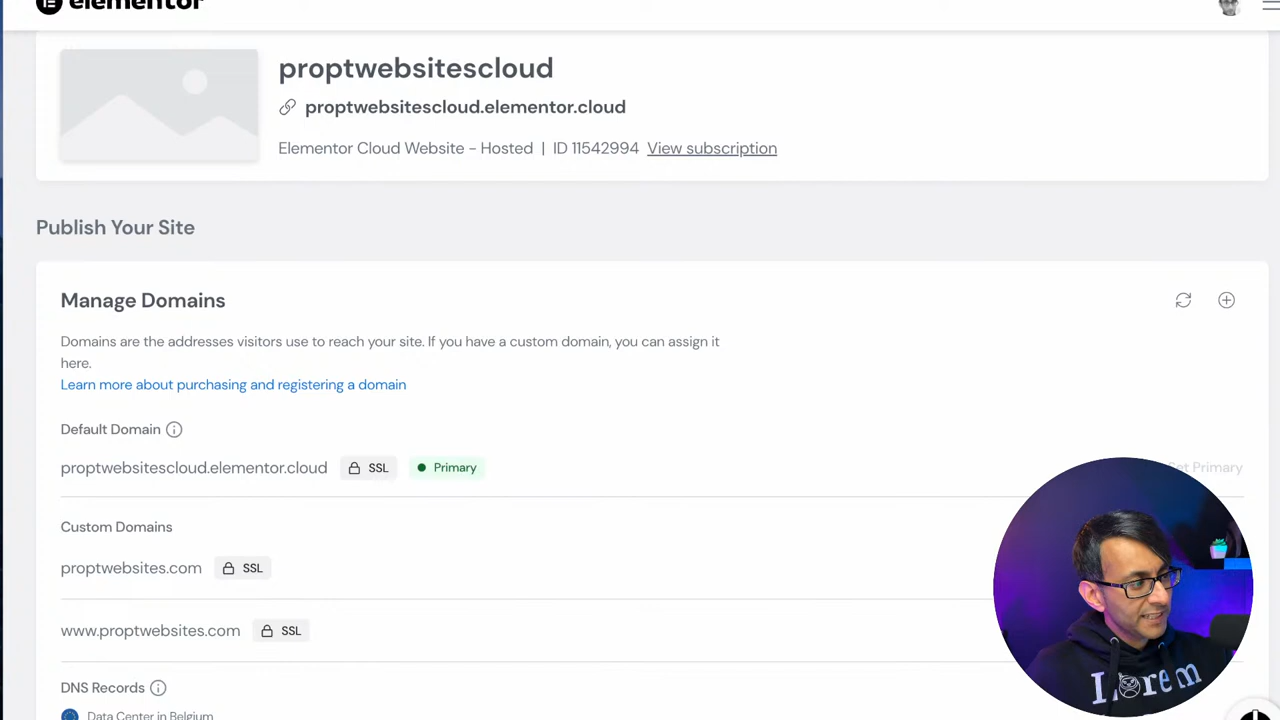 elementor
proptwebsitescloud
proptwebsitescloud.elementor.cloud
Elementor Cloud Website - Hosted | ID 11542994 View subscription
Publish Your Site
Manage Domains
Domains are the addresses visitors use to reach your site. If you have a custom domain, you can assign it
here.
Learn more about purchasing and registering a domain
Default Domain
proptwebsitescloud.elementor.cloud SSL Primary
Set Primary
Custom Domains
proptwebsites.com SSL
www.proptwebsites.com SSL
DNS Records
Data Center in Belgium
Lorem